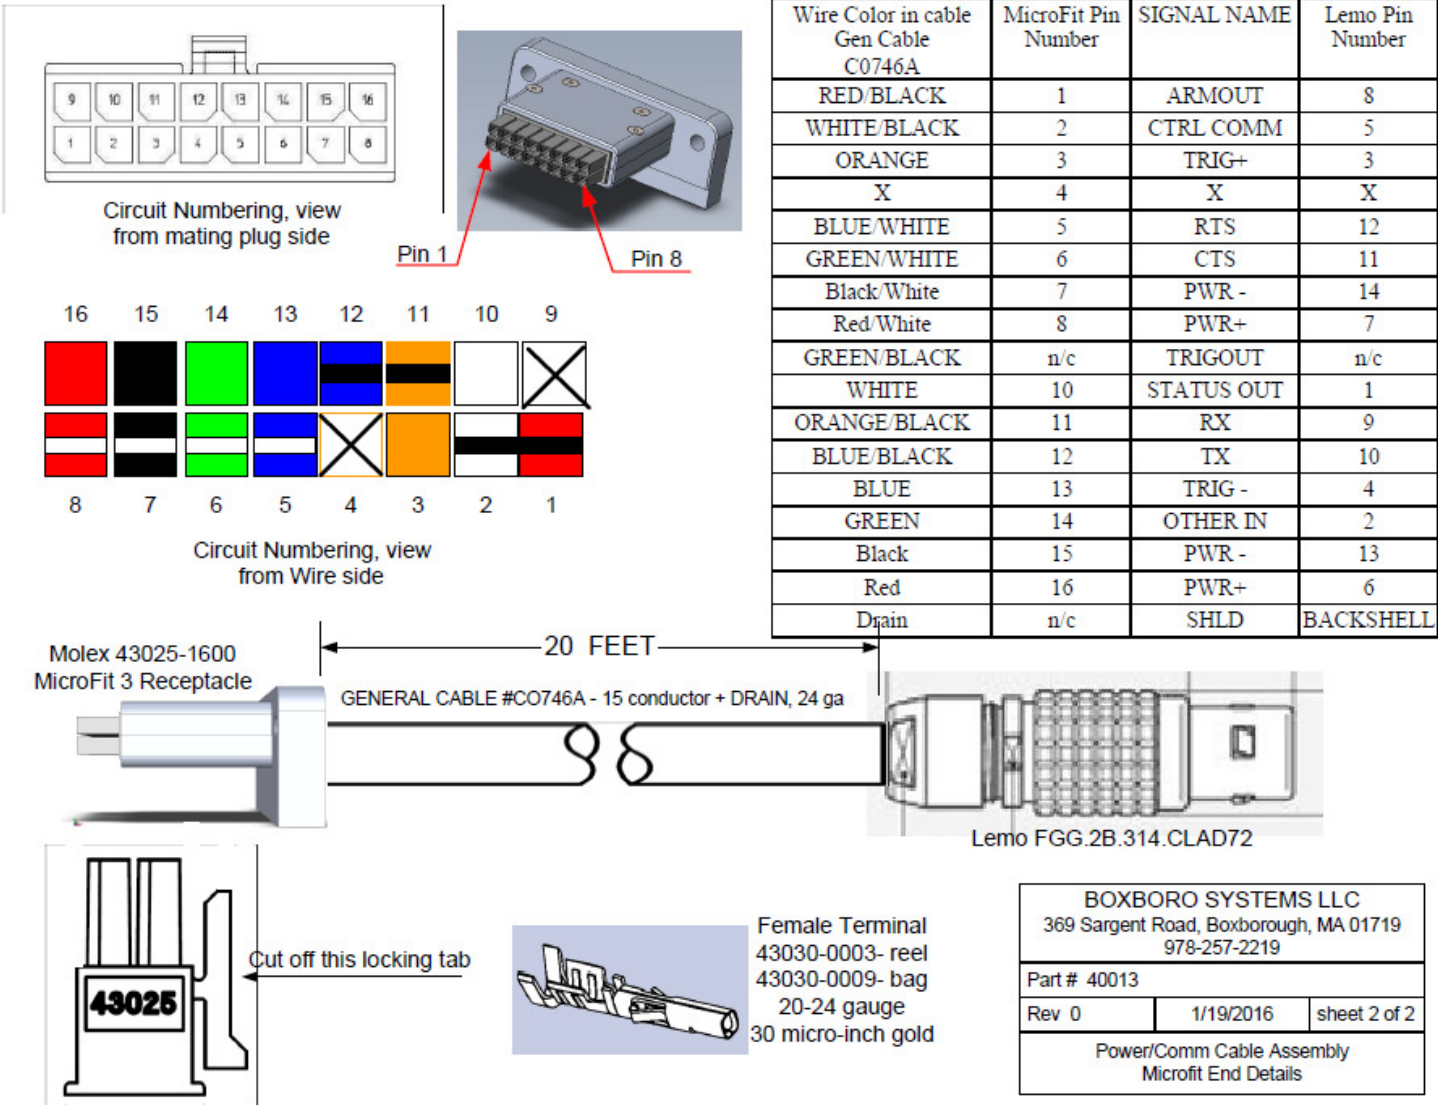 9 10 11 12 13 14 15 16
1 2 3 4 5 6 7 8
Circuit Numbering, view
from mating plug side
Pin 1
Pin 8
16 15 14 13 12 11 10 9
8 7 6 5 4 3 2 1
Circuit Numbering, view
from Wire side
Wire Color in cable
Gen Cable
C0746A
MicroFit Pin
Number
SIGNAL NAME
Lemo Pin
Number
RED/BLACK 1 ARMOUT 8
WHITE/BLACK 2 CTRL COMM 5
ORANGE 3 TRIG+ 3
X 4 X X
BLUE/WHITE 5 RTS 12
GREEN/WHITE 6 CTS 11
Black/White 7 PWR - 14
Red/White 8 PWR+ 7
GREEN/BLACK n/c TRIGOUT n/c
WHITE 10 STATUS OUT 1
ORANGE/BLACK 11 RX 9
BLUE/BLACK 12 TX 10
BLUE 13 TRIG - 4
GREEN 14 OTHER IN 2
Black 15 PWR - 13
Red 16 PWR+ 6
Drain n/c SHLD BACKSHELL
20 FEET
Molex 43025-1600
MicroFit 3 Receptacle
GENERAL CABLE #CO746A - 15 conductor + DRAIN, 24 ga
Lemo FGG.2B.314.CLAD72
Cut off this locking tab
43025
Female Terminal
43030-0003- reel
43030-0009- bag
20-24 gauge
30 micro-inch gold
BOXBORO SYSTEMS LLC
369 Sargent Road, Boxborough, MA 01719
978-257-2219
Part # 40013
Rev 0 1/19/2016 sheet 2 of 2
Power/Comm Cable Assembly
Microfit End Details